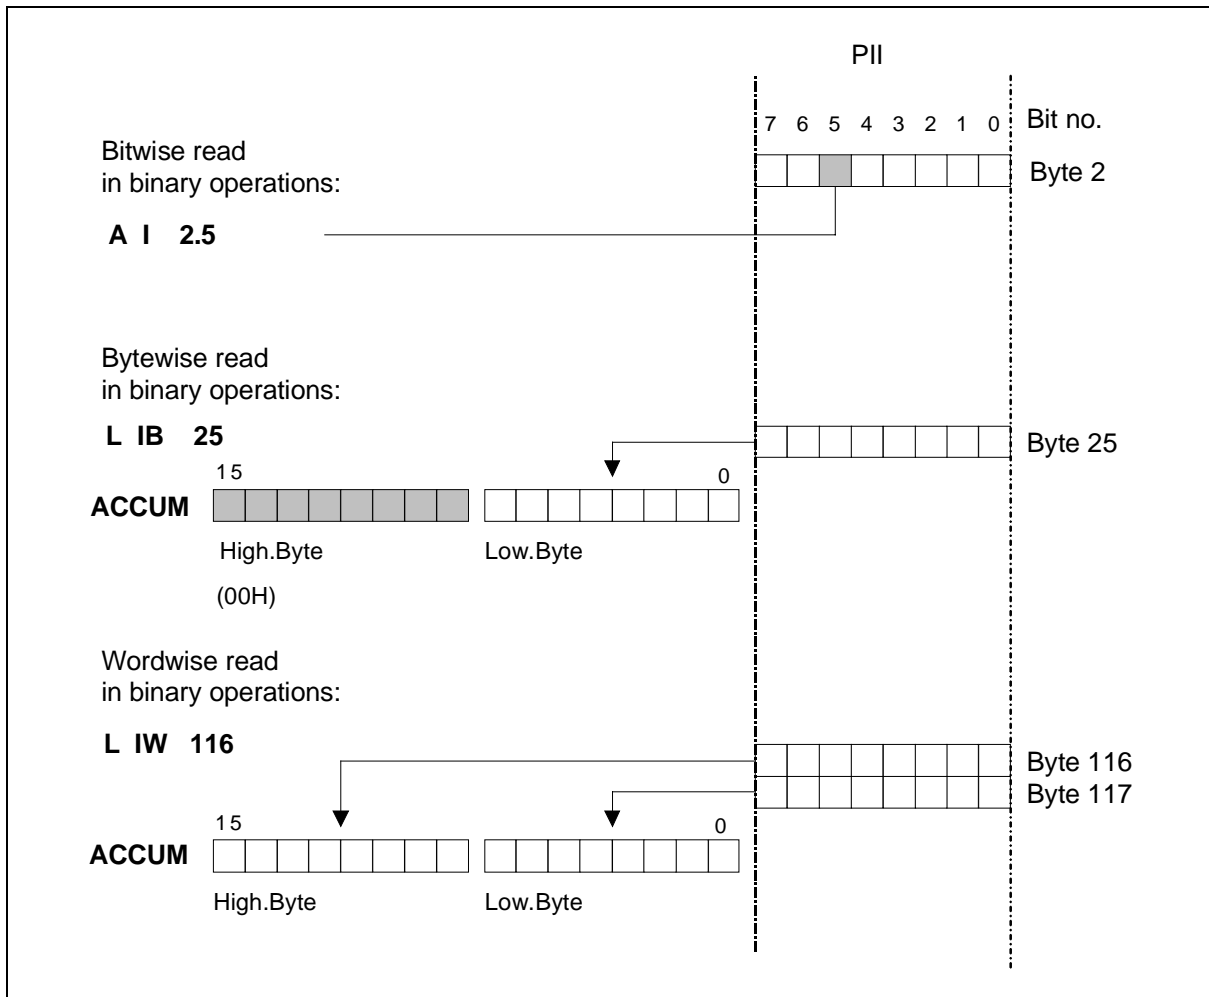 PII
7 6 5 4 3 2 1 0 Bit no.
Bitwise read
in binary operations:
Byte 2
A I 2.5
Bytewise read
in binary operations:
L IB 25
Byte 25
15 0
ACCUM
High.Byte Low.Byte
(00H)
Wordwise read
in binary operations:
L IW 116
Byte 116
Byte 117
15 0
ACCUM
High.Byte Low.Byte